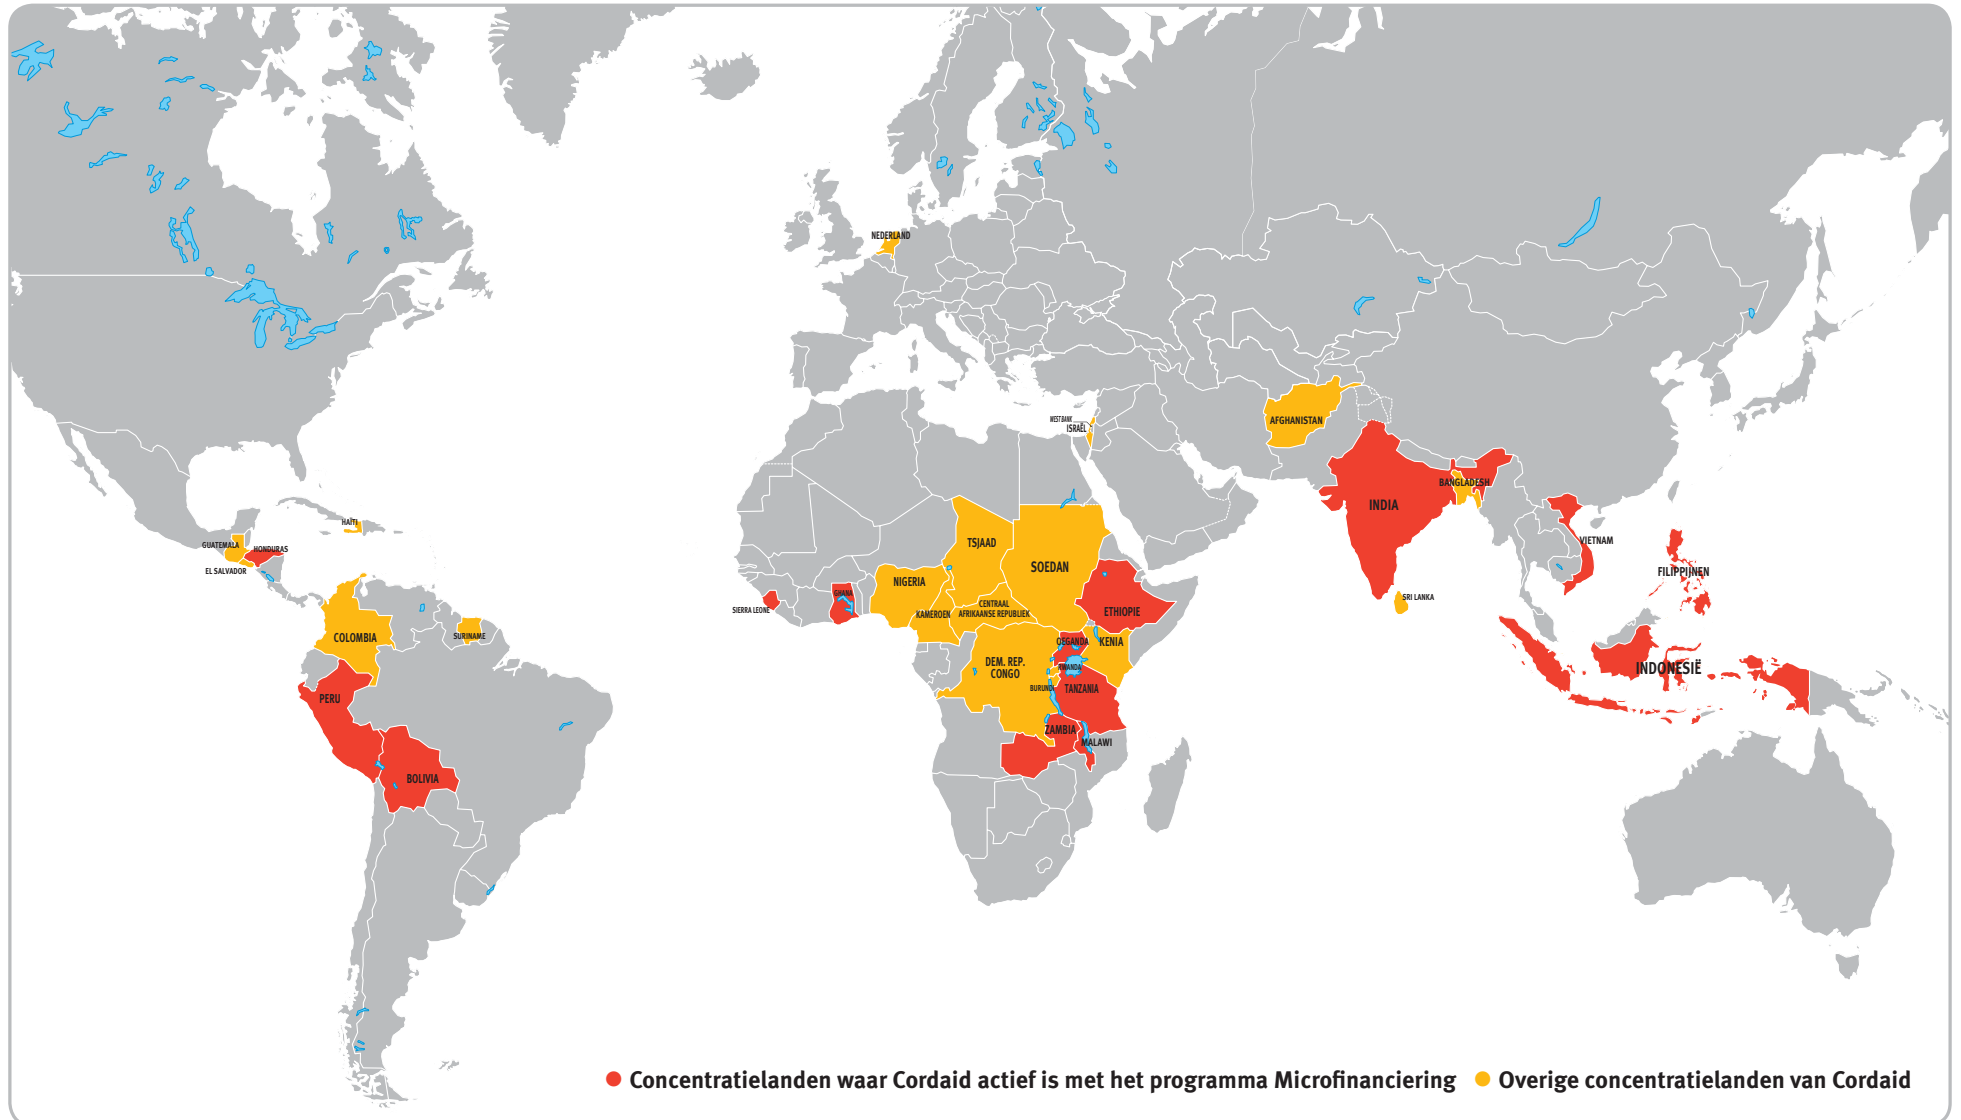 NEDERLAND
WESTBANK
ISRAËL
AFGHANISTAN
HAÏTI
GUATEMALA
HONDURAS
EL SALVADOR
COLOMBIA
SURINAME
PERU
BOLIVIA
SIERRA LEONE
GHANA
NIGERIA
TSJAAD
SOEDAN
KAMEROEN
CENTRAAL
AFRIKAANSE REPUBLIEK
ETHIOPIE
DEM. REP.
CONGO
OEGANDA
KENIA
RWANDA
BURUNDI
TANZANIA
ZAMBIA
MALAWI
INDIA
BANGLADESH
SRI LANKA
VIETNAM
FILIPPIJNEN
INDONESIË
Concentratielanden waar Cordaid actief is met het programma Microfinanciering
Overige concentratielanden van Cordaid